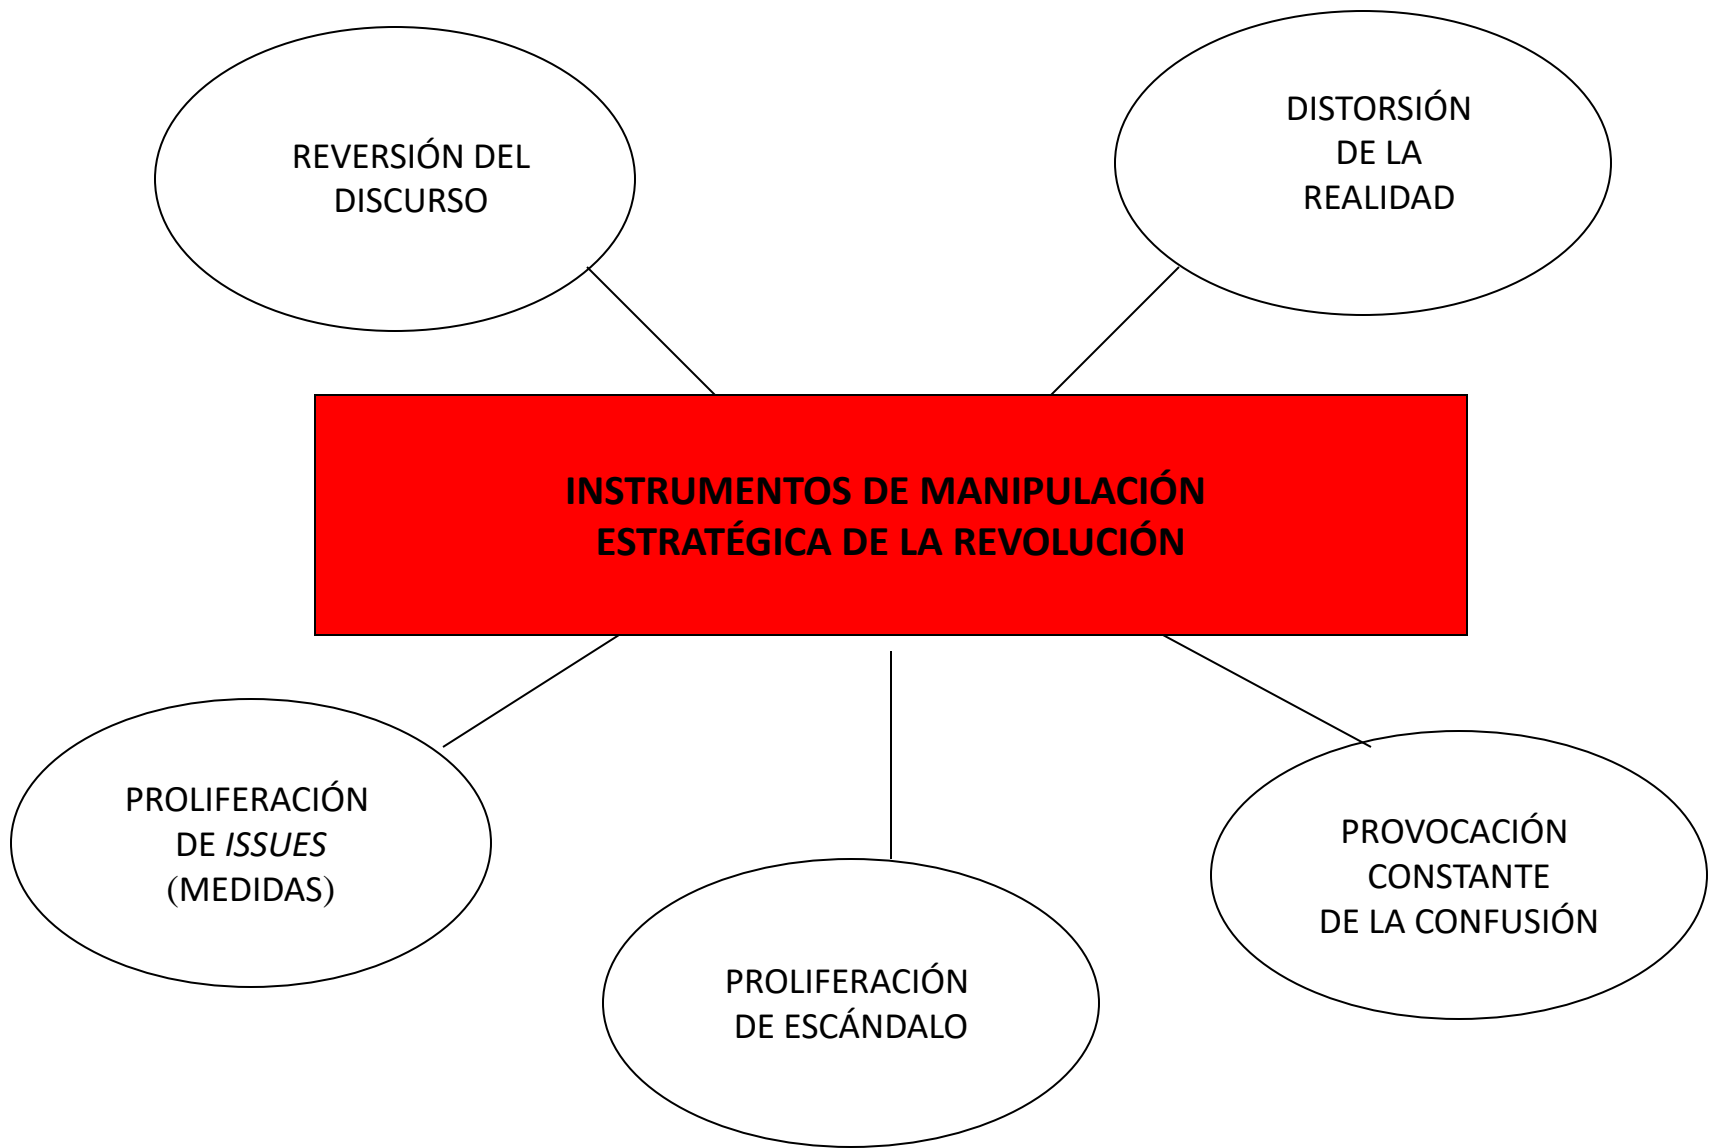 REVERSIÓN DEL
DISCURSO
DISTORSIÓN
DE LA
REALIDAD
INSTRUMENTOS DE MANIPULACIÓN
ESTRATÉGICA DE LA REVOLUCIÓN
PROLIFERACIÓN
DE ISSUES
(MEDIDAS)
PROLIFERACIÓN
DE ESCÁNDALO
PROVOCACIÓN
CONSTANTE
DE LA CONFUSIÓN